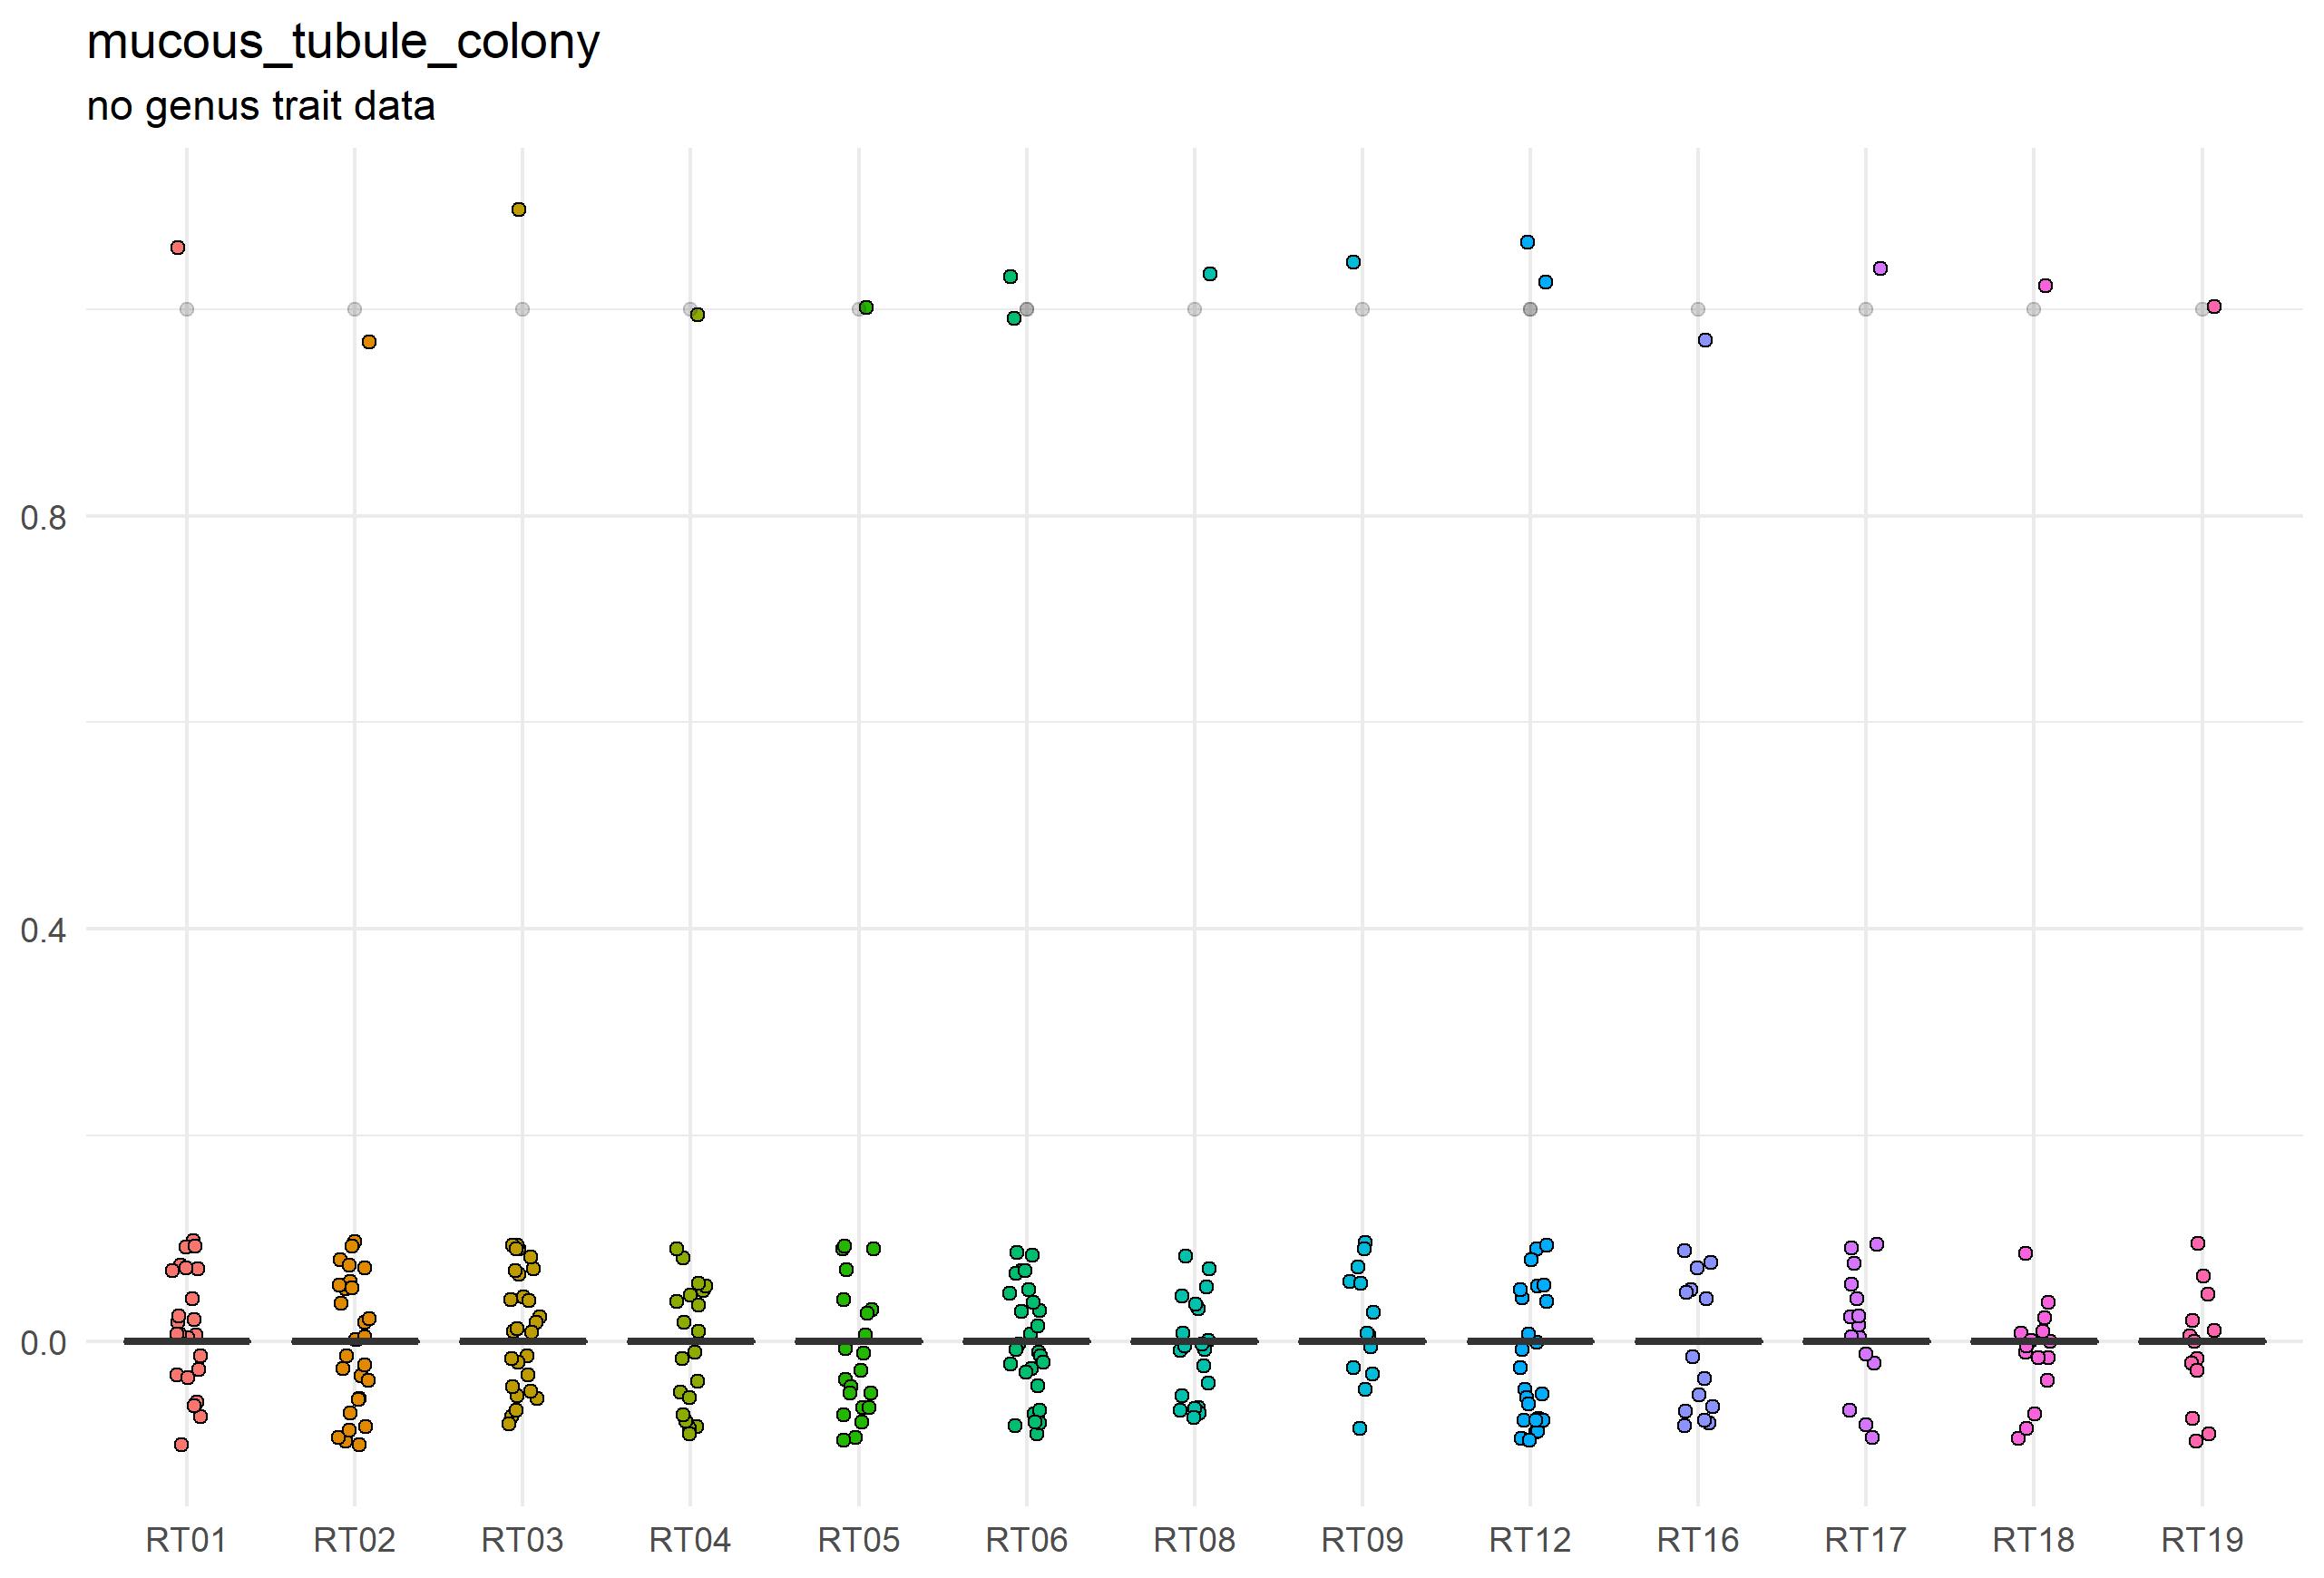 mucous_tubule_colony
no genus trait data
0.8
0.4
0.0
RT01 RT02 RT03 RT04 RT05 RT06 RT08 RT09 RT12 RT16 RT17 RT18 RT19